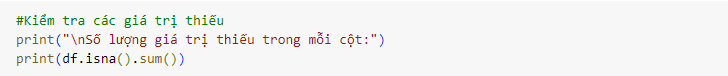 #Kiểm tra các giá trị thiếu
print("\nSố lượng giá trị thiếu trong mỗi cột:")
print(df.isna().sum())